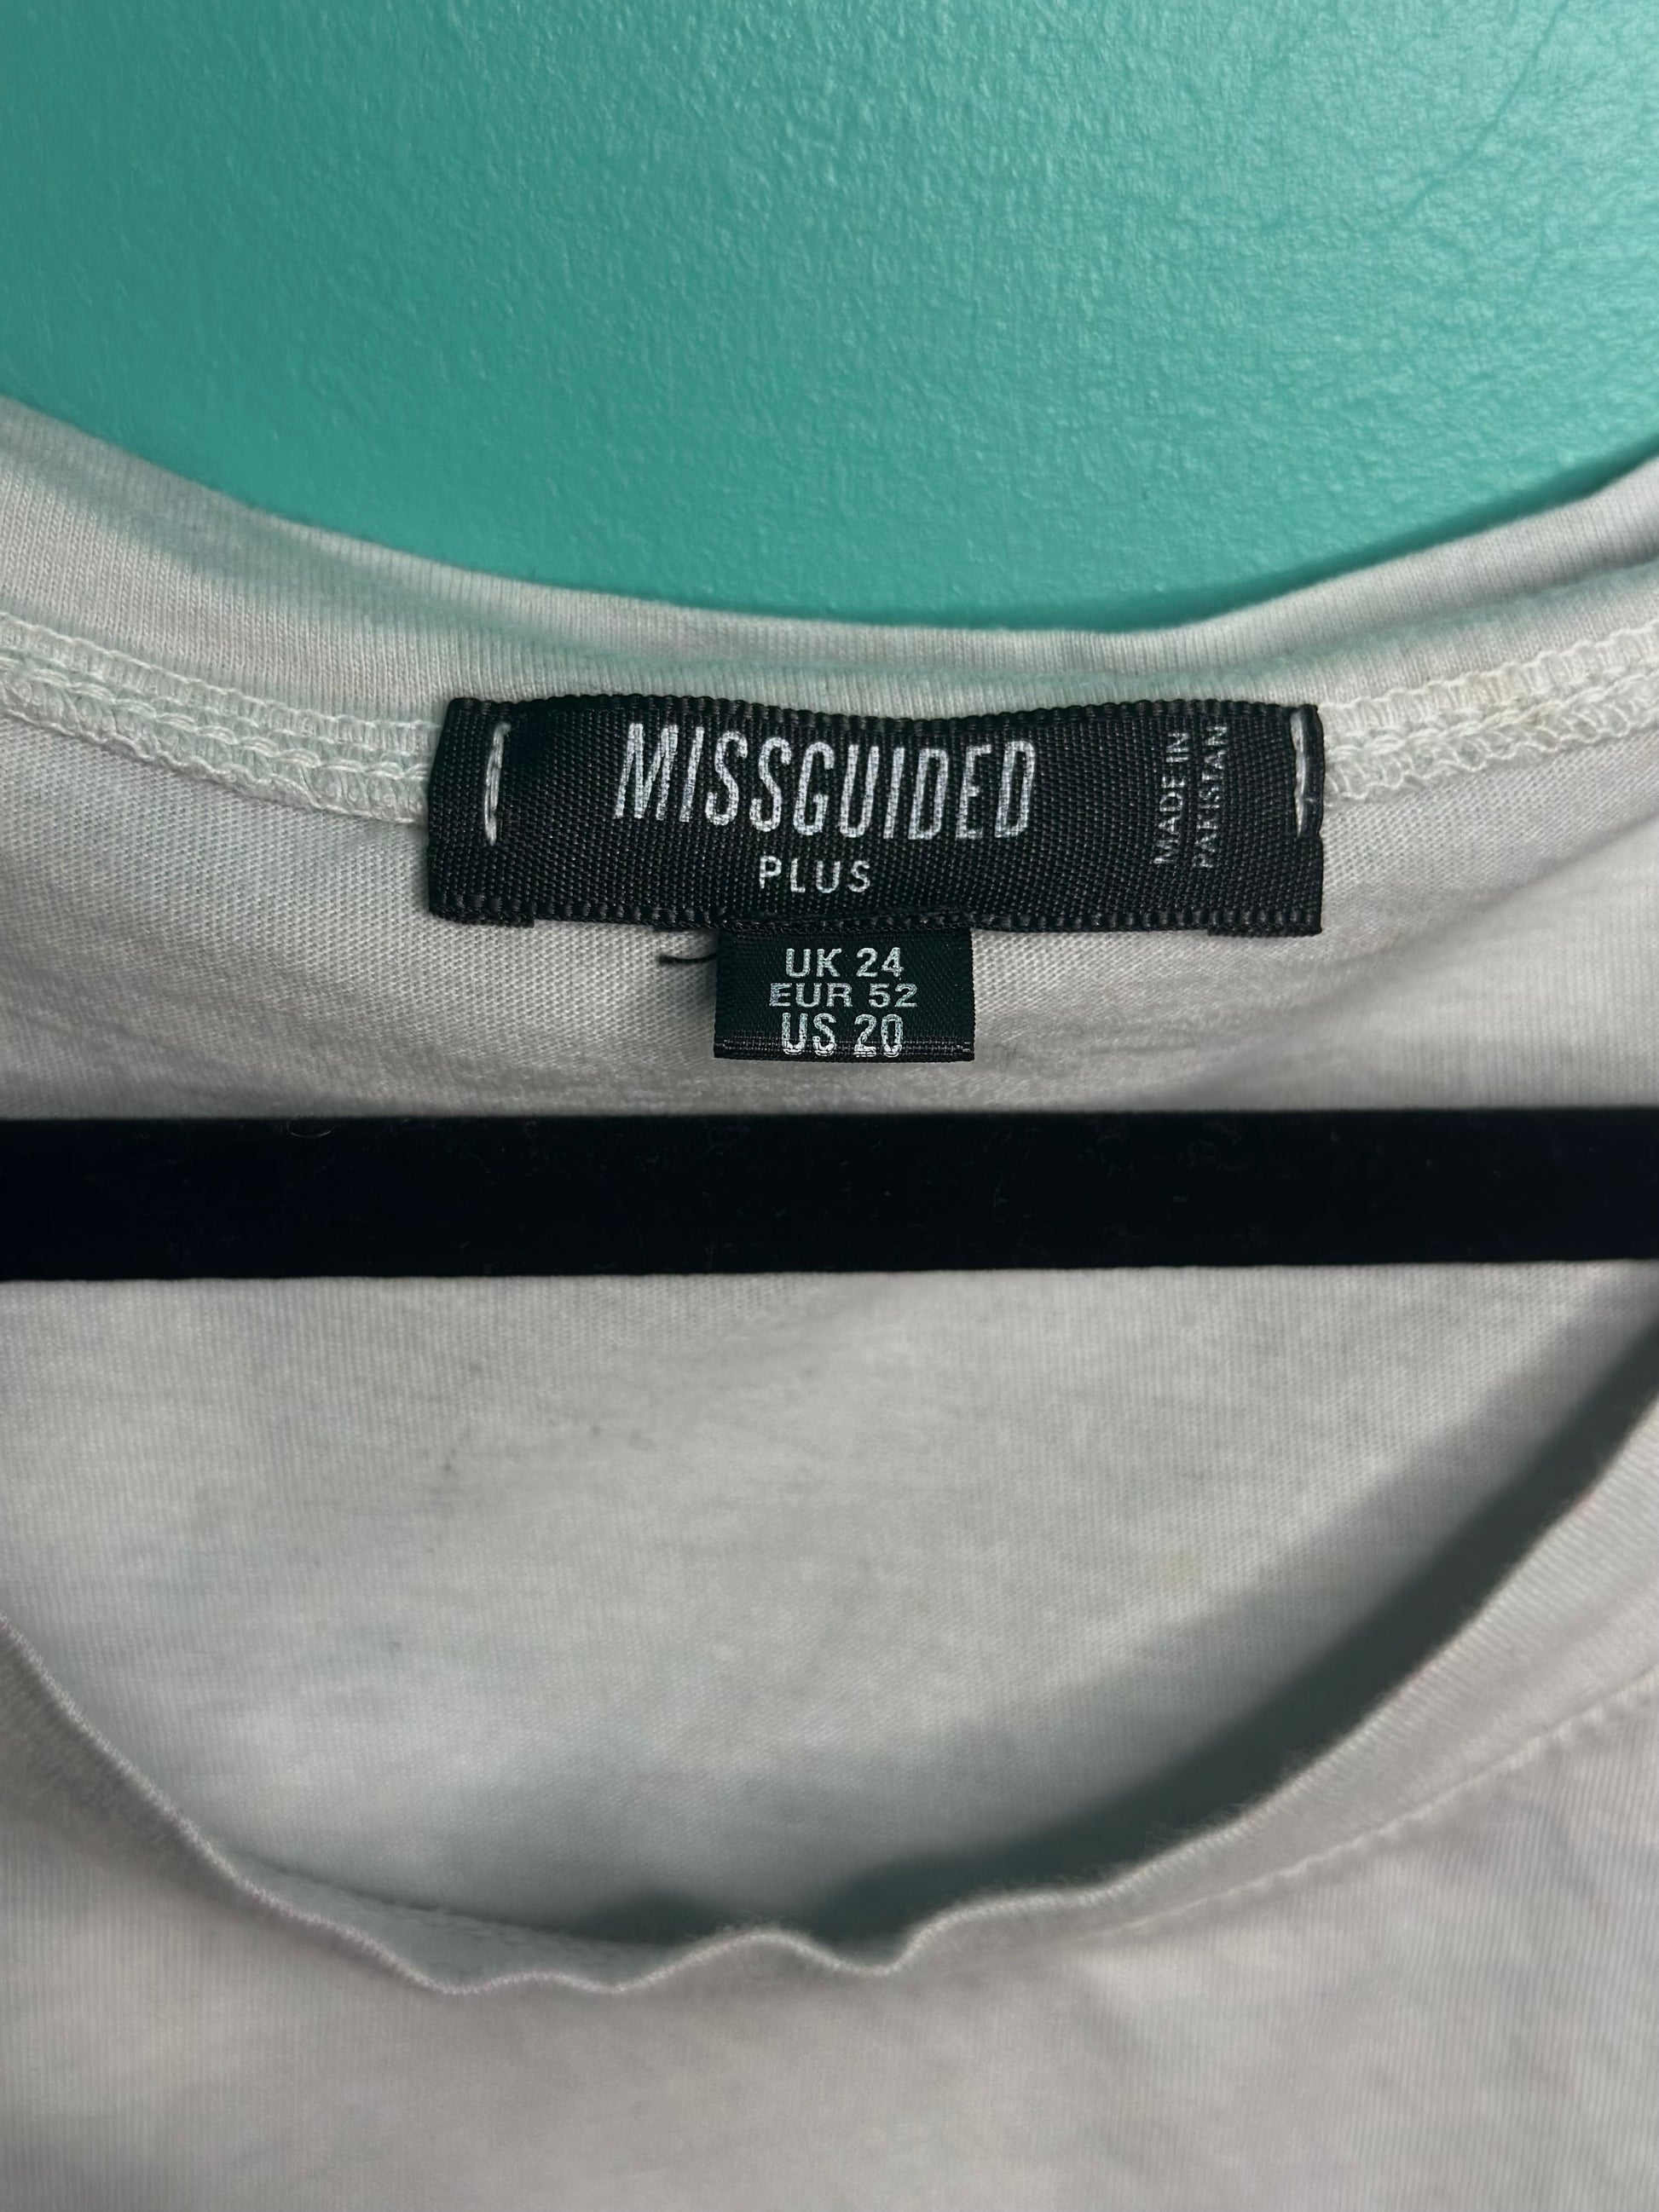 MISSGUIDED
PLUS
MADE IN
PAKISTAN
UK 24
EUR 52
US 20